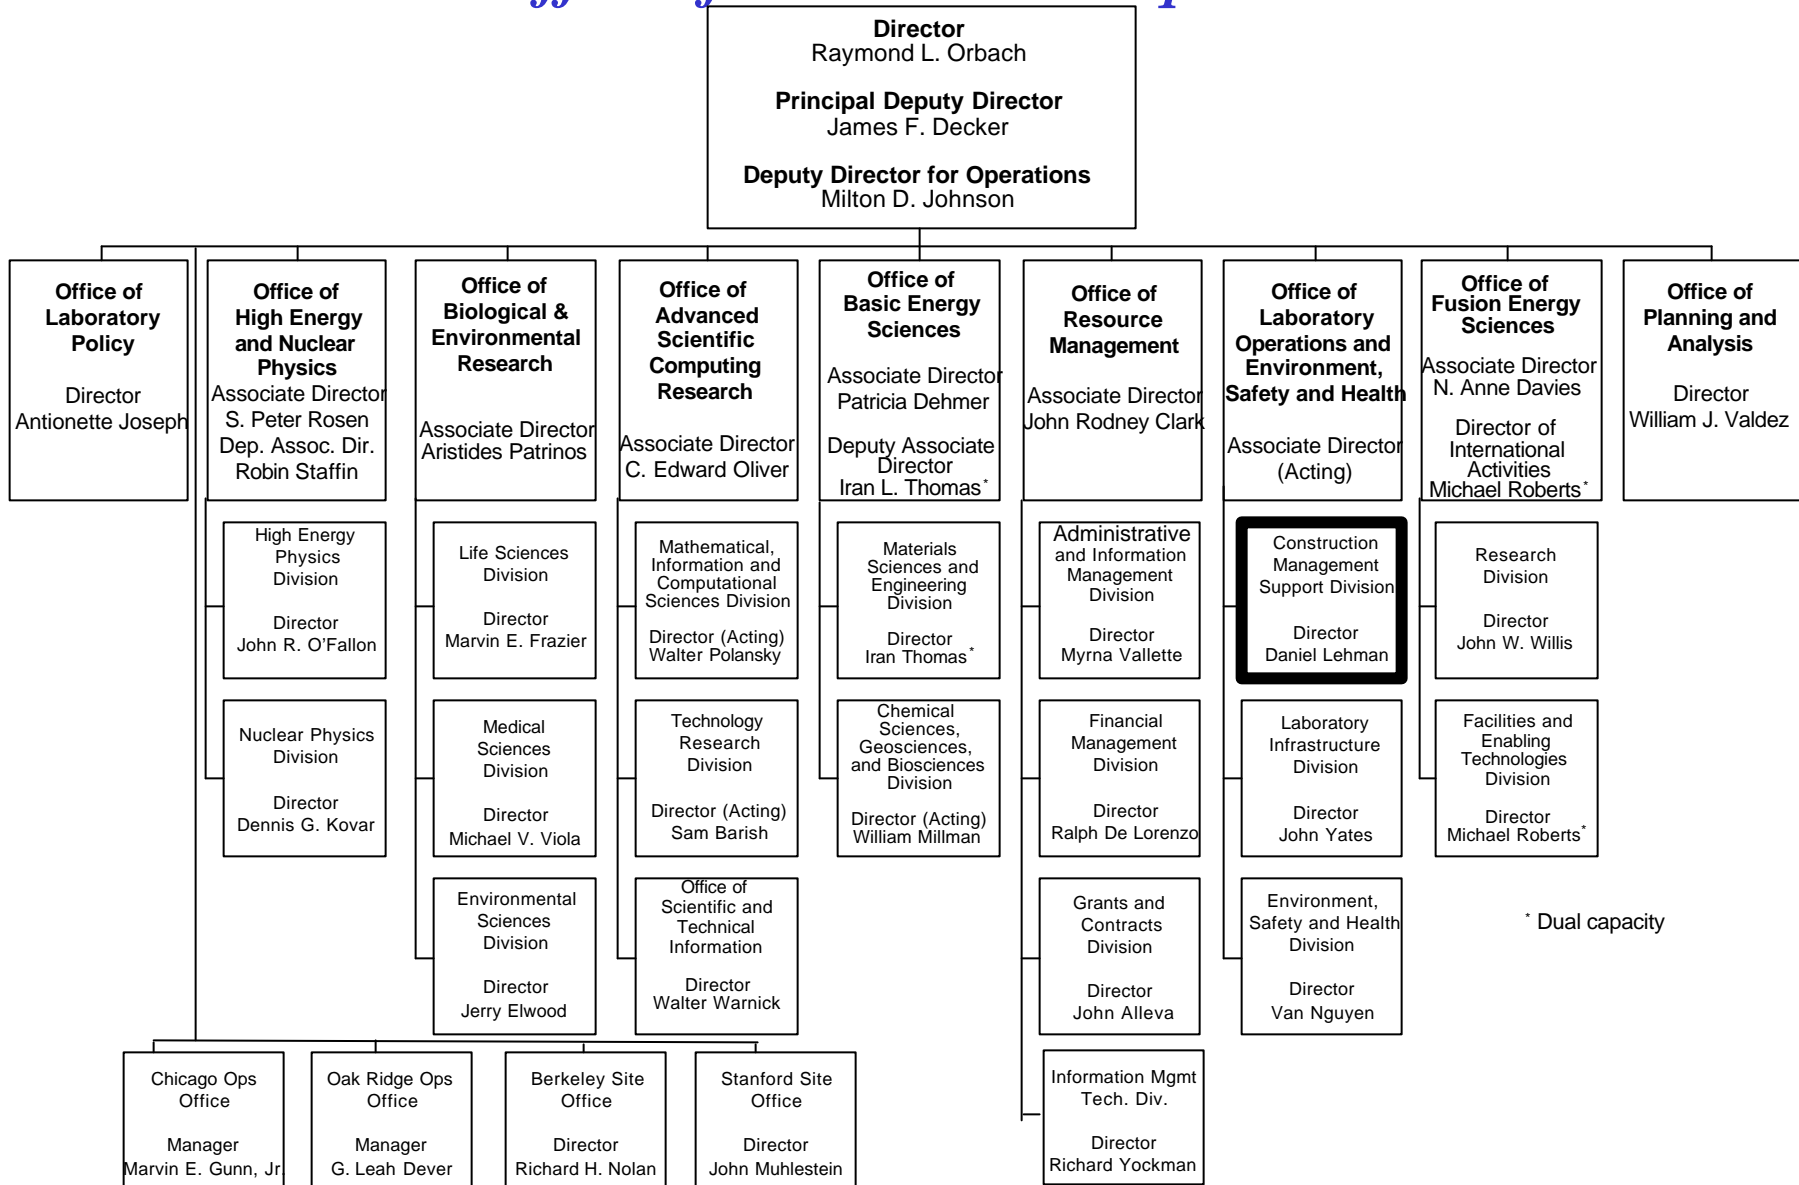 Director
Raymond L. Orbach
Principal Deputy Director
James F. Decker
Deputy Director for Operations
Milton D. Johnson
Office of
Laboratory
Policy
Director
Antionette Joseph
Office of
High Energy
and Nuclear
Physics
Associate Director
S. Peter Rosen
Dep. Assoc. Dir.
Robin Staffin
Office of
Biological &
Environmental
Research
Associate Director
Aristides Patrinos
Office of
Advanced
Scientific
Computing
Research
Associate Director
C. Edward Oliver
Office of
Basic Energy
Sciences
Associate Director
Patricia Dehmer
Deputy Associate
Director
Iran L. Thomas*
Office of
Resource
Management
Associate Director
John Rodney Clark
Office of
Laboratory
Operations and
Environment,
Safety and Health
Associate Director
(Acting)
Office of
Fusion Energy
Sciences
Associate Director
N. Anne Davies
Director of
International
Activities
Michael Roberts*
Office of
Planning and
Analysis
Director
William J. Valdez
High Energy
Physics
Division
Director
John R. O'Fallon
Life Sciences
Division
Director
Marvin E. Frazier
Mathematical,
Information and
Computational
Sciences Division
Director (Acting)
Walter Polansky
Materials
Sciences and
Engineering
Division
Director
Iran Thomas*
Administrative
and Information
Management
Division
Director
Myrna Vallette
Construction
Management
Support Division
Director
Daniel Lehman
Research
Division
Director
John W. Willis
Nuclear Physics
Division
Director
Dennis G. Kovar
Medical
Sciences
Division
Director
Michael V. Viola
Technology
Research
Division
Director (Acting)
Sam Barish
Chemical
Sciences,
Geosciences,
and Biosciences
Division
Director (Acting)
William Millman
Financial
Management
Division
Director
Ralph De Lorenzo
Laboratory
Infrastructure
Division
Director
John Yates
Facilities and
Enabling
Technologies
Division
Director
Michael Roberts*
Environmental
Sciences
Division
Director
Jerry Elwood
Office of
Scientific and
Technical
Information
Director
Walter Warnick
Grants and
Contracts
Division
Director
John Alleva
Environment,
Safety and Health
Division
Director
Van Nguyen
* Dual capacity
Chicago Ops
Office
Manager
Marvin E. Gunn, Jr.
Oak Ridge Ops
Office
Manager
G. Leah Dever
Berkeley Site
Office
Director
Richard H. Nolan
Stanford Site
Office
Director
John Muhlestein
Information Mgmt
Tech. Div.
Director
Richard Yockman